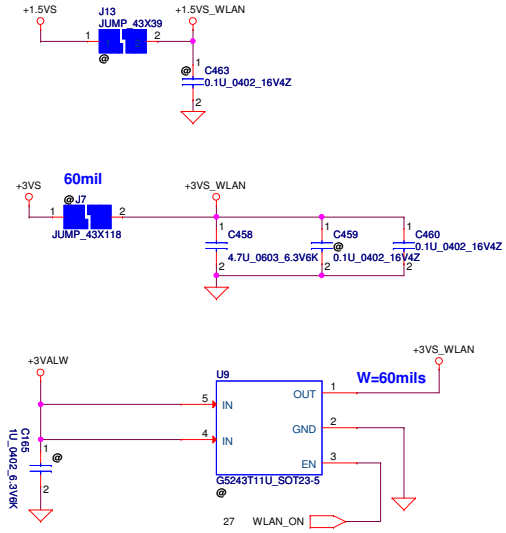 +1.5VS
J13
+1.5VS_WLAN
JUMP_43X39
1
2
@
1
@
C463
0.1U_0402_16V4Z
2
60mil
+3VS
@ J7
+3VS_WLAN
1
2
JUMP_43X118
1
1
1
C458
C459
C460
@
0.1U_0402_16V4Z
4.7U_0603_6.3V6K
0.1U_0402_16V4Z
2
2
2
+3VS_WLAN
+3VALW
U9
W=60mils
OUT
1
5
IN
GND
2
4
IN
C165
1U_0402_6.3V6K
1
@
EN
3
2
G5243T11U_SOT23-5
@
27
WLAN_ON